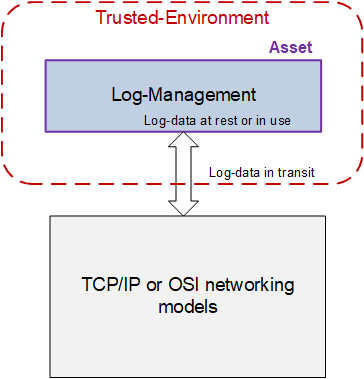 Trusted-Environment
Asset
Log-Management
Log-data at rest or in use
Log-data in transit
TCP/IP or OSI networking
models